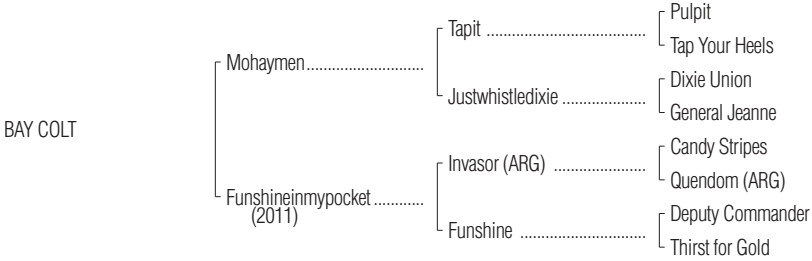 Pulpit
Tapit ....................................
Tap Your Heels
Mohaymen...........................
Dixie Union
Justwhistledixie ...................
General Jeanne
BAY COLT
Candy Stripes
Invasor (ARG) .....................
Quendom (ARG)
Funshineinmypocket............
(2011)
Deputy Commander
Funshine .............................
Thirst for Gold